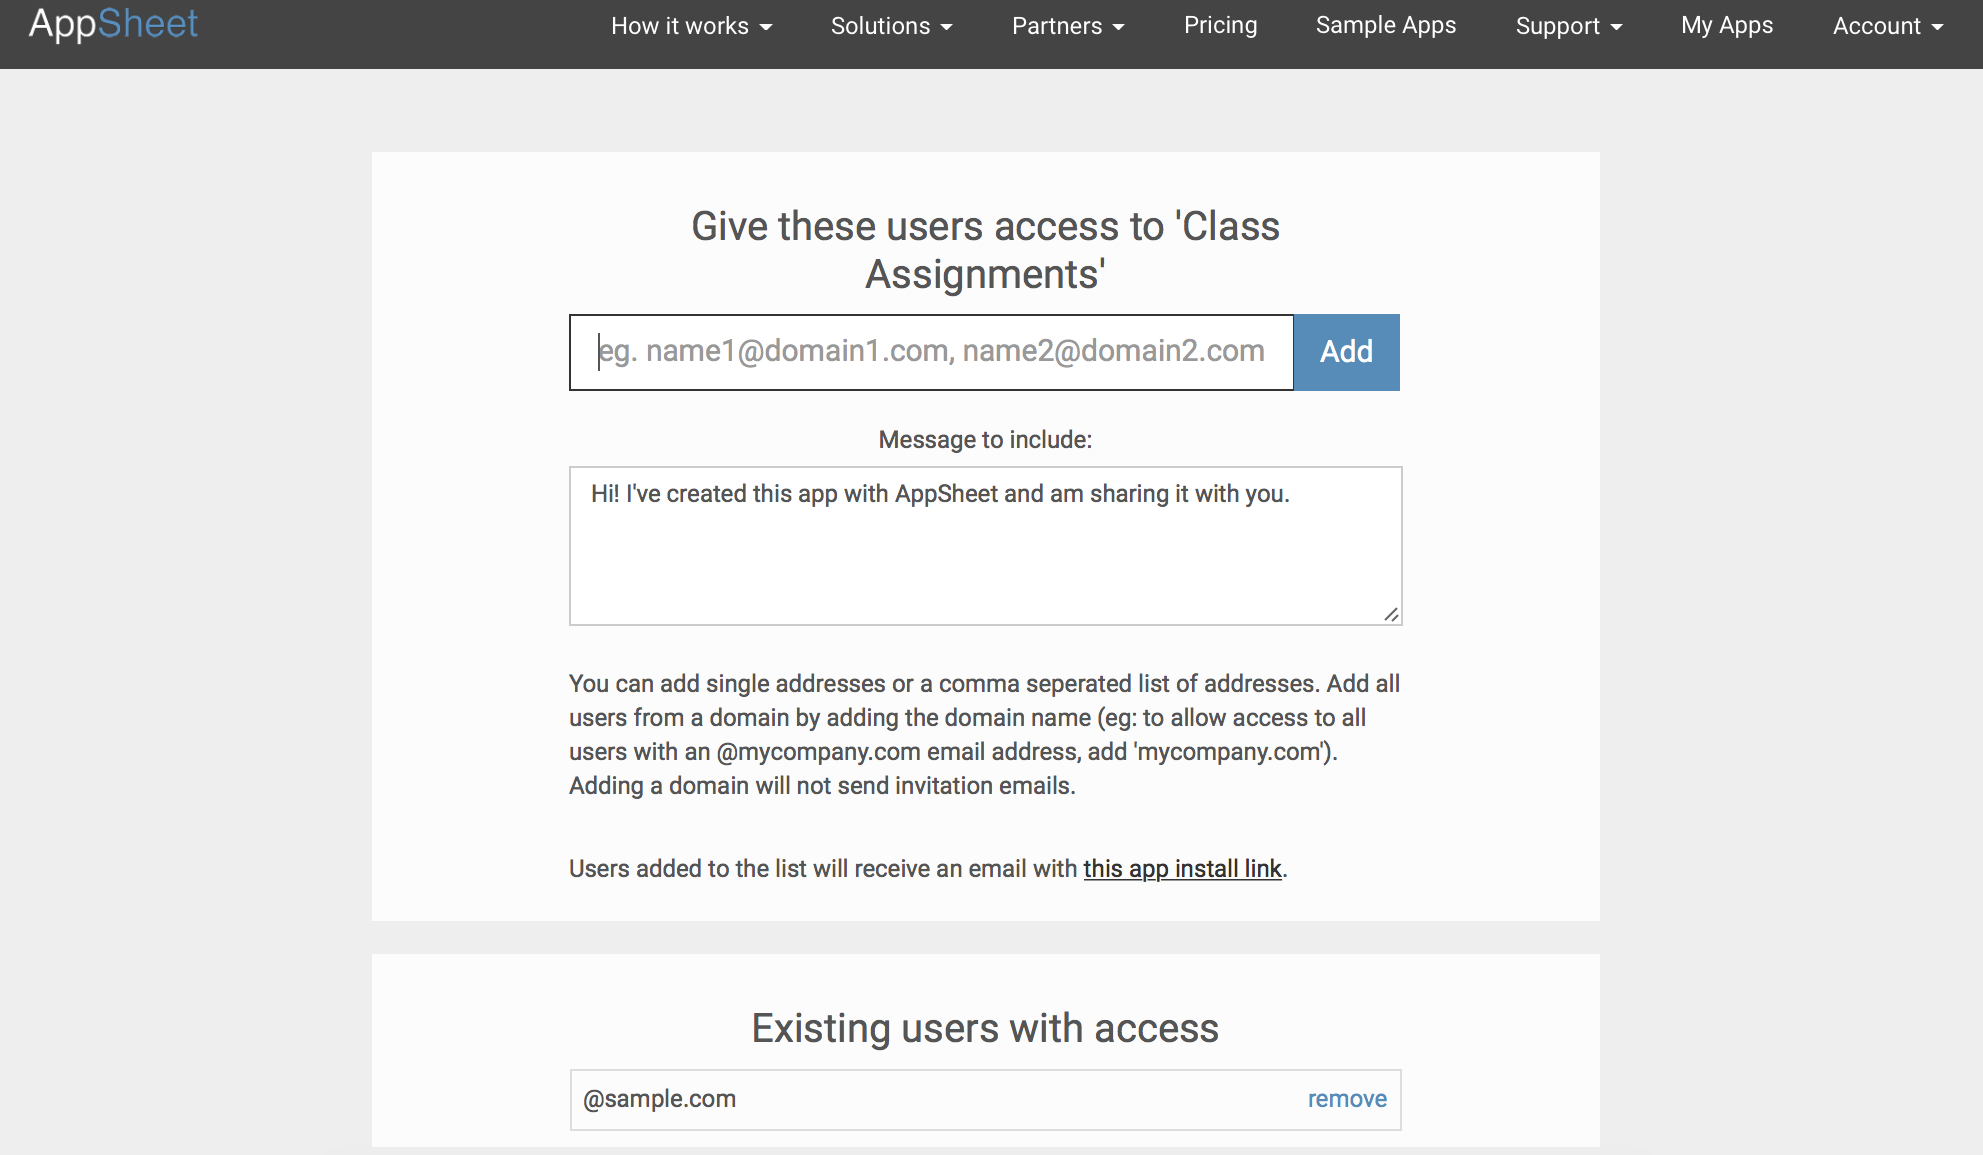 AppSheet
How it works Solutions Partners Pricing Sample Apps Support My Apps Account
Give these users access to 'Class
Assignments'
eg. name1@domain1.com, name2@domain2.com Add
Message to include:
Hi! I've created this app with AppSheet and am sharing it with you.
You can add single addresses or a comma seperated list of addresses. Add all
users from a domain by adding the domain name (eg: to allow access to all
users with an @mycompany.com email address, add 'mycompany.com').
Adding a domain will not send invitation emails.
Users added to the list will receive an email with this app install link.
Existing users with access
@sample.com remove